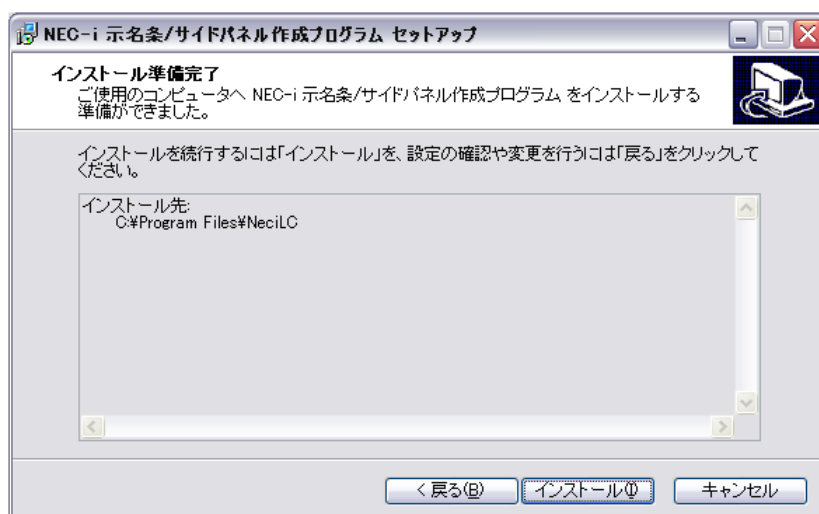 NEC-i 示名条/サイドパネル作成プログラム セットアップ
インストール準備完了
ご使用のコンピュータへ NEC-i 示名条/サイドパネル作成プログラム をインストールする
準備ができました。
インストールを続行するには「インストール」を、設定の確認や変更を行うには「戻る」をクリックして
ください。
インストール先:
C:¥Program Files¥NeciLC
< 戻る(B) インストール(I) キャンセル